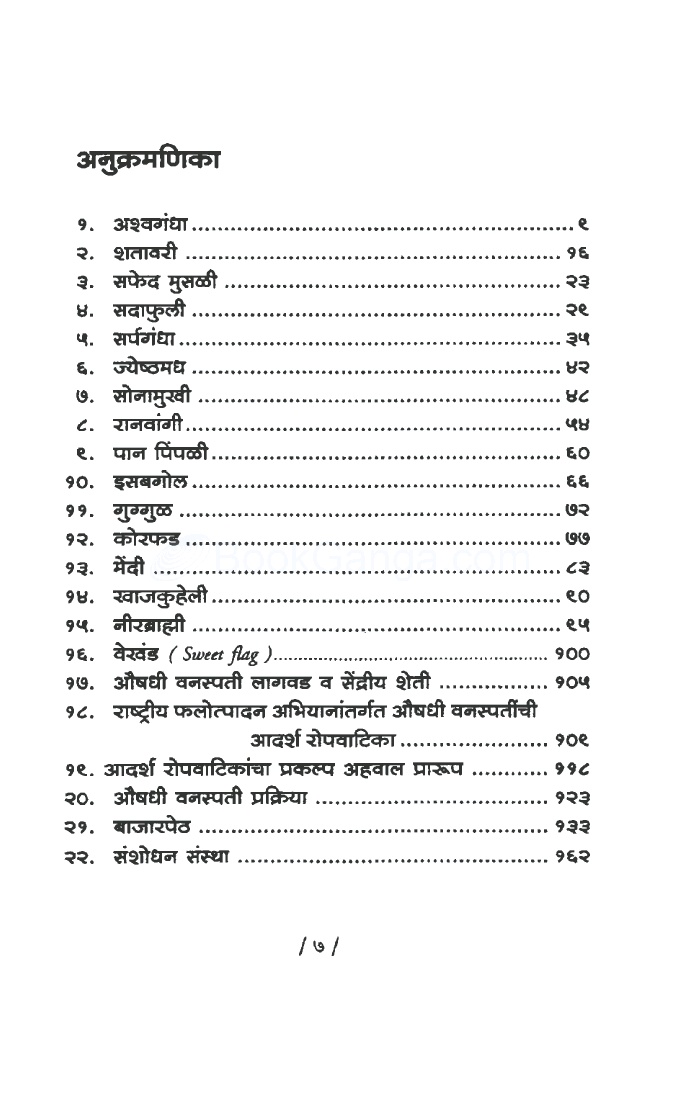 अनुक्रमणिका
१. अश्वगंधा ........................................................... ९
२. शतावरी .......................................................... १६
३. सफेद मुसळी .................................................... २३
४. सदाफुली ......................................................... २९
५. सर्पगंधा ........................................................... ३५
६. ज्येष्ठमध ......................................................... ४२
७. सोनामुखी ........................................................ ४८
८. रानवांगी .......................................................... ५४
९. पान पिंपळी ...................................................... ६०
१०. इसबगोल ......................................................... ६६
११. गुग्गुळ ........................................................... ७२
१२. कोरफड .......................................................... ७७
१३. मेंदी ............................................................... ८३
१४. खाजकुहेली ...................................................... ९०
१५. नीरब्राह्मी ......................................................... ९५
१६. वेखंड ( Sweet flag ).................................................. १००
१७. औषधी वनस्पती लागवड व सेंद्रीय शेती ................. १०५
१८. राष्ट्रीय फलोत्पादन अभियानांतर्गत औषधी वनस्पतींची
आदर्श रोपवाटिका ....................... १०९
१९. आदर्श रोपवाटिकांचा प्रकल्प अहवाल प्रारूप ............ ११८
२०. औषधी वनस्पती प्रक्रिया .................................... १२३
२१. बाजारपेठ ...................................................... १३३
२२. संशोधन संस्था ................................................ १६२
BookGanga.com
/ ७ /